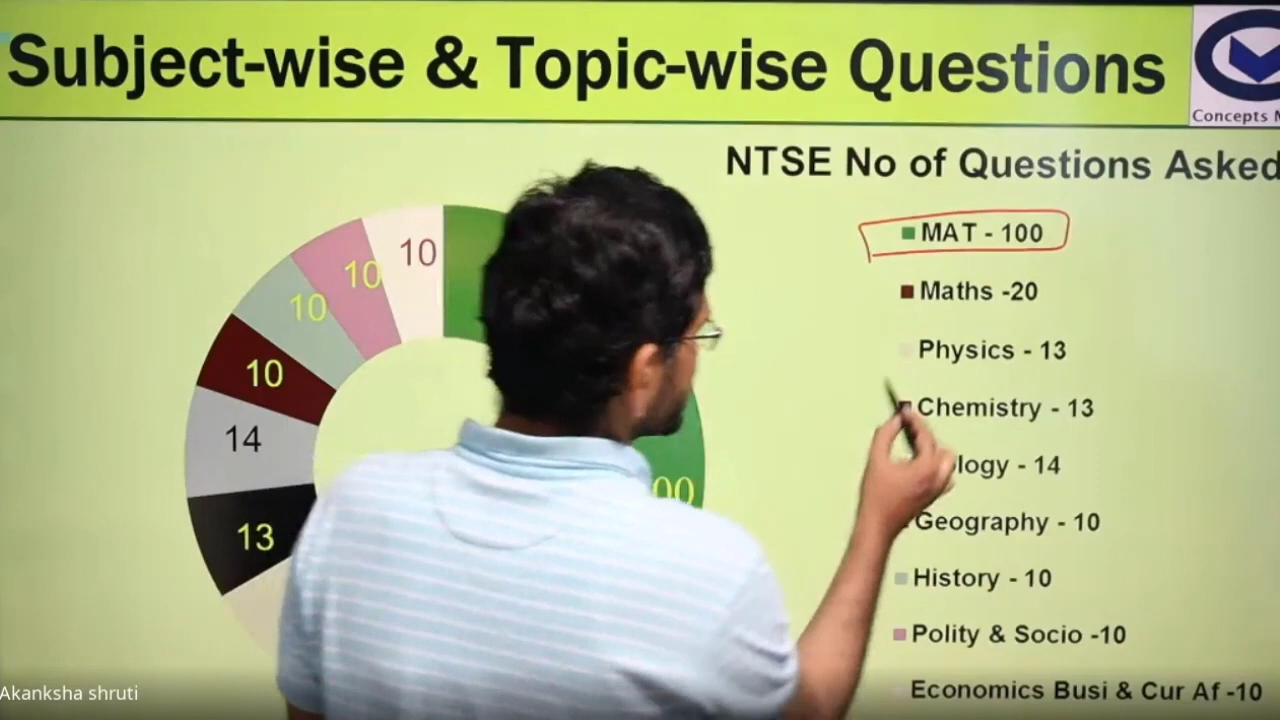 Subject-wise & Topic-wise Questions
Concepts
NTSE No of Questions Asked
MAT - 100
Maths -20
Physics - 13
Chemistry - 13
- 14
Geography - 10
History - 10
Polity & Socio -10
Economics Busi & Cur Af -10
10
10
10
10
14
13
Akanksha shruti